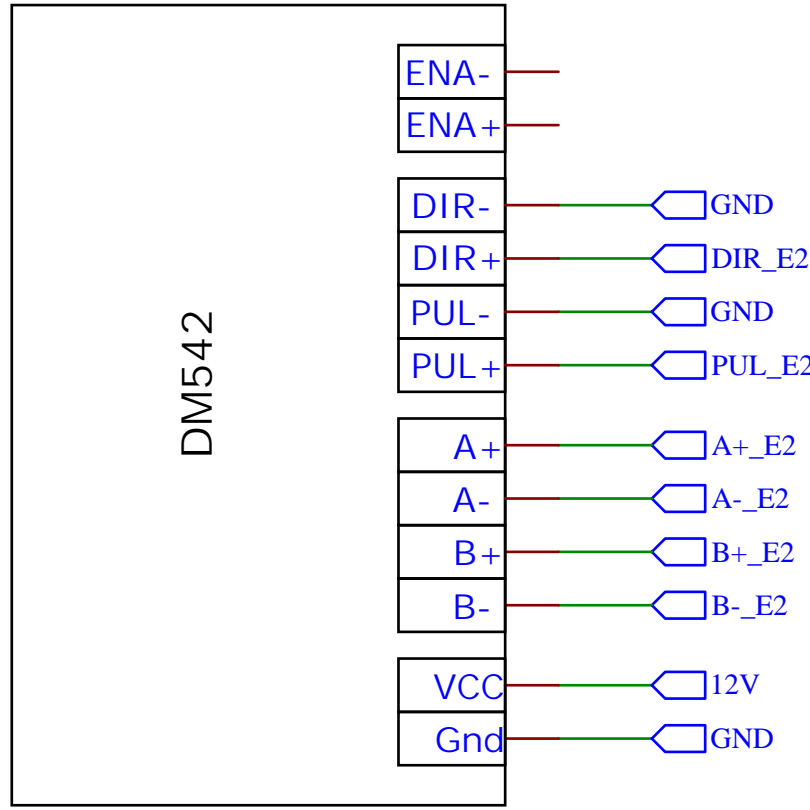 DM542
ENA-
ENA+
DIR- GND
DIR+ DIR_E2
PUL- GND
PUL+ PUL_E2
A+ A+_E2
A- A-_E2
B+ B+_E2
B- B-_E2
VCC 12V
Gnd GND